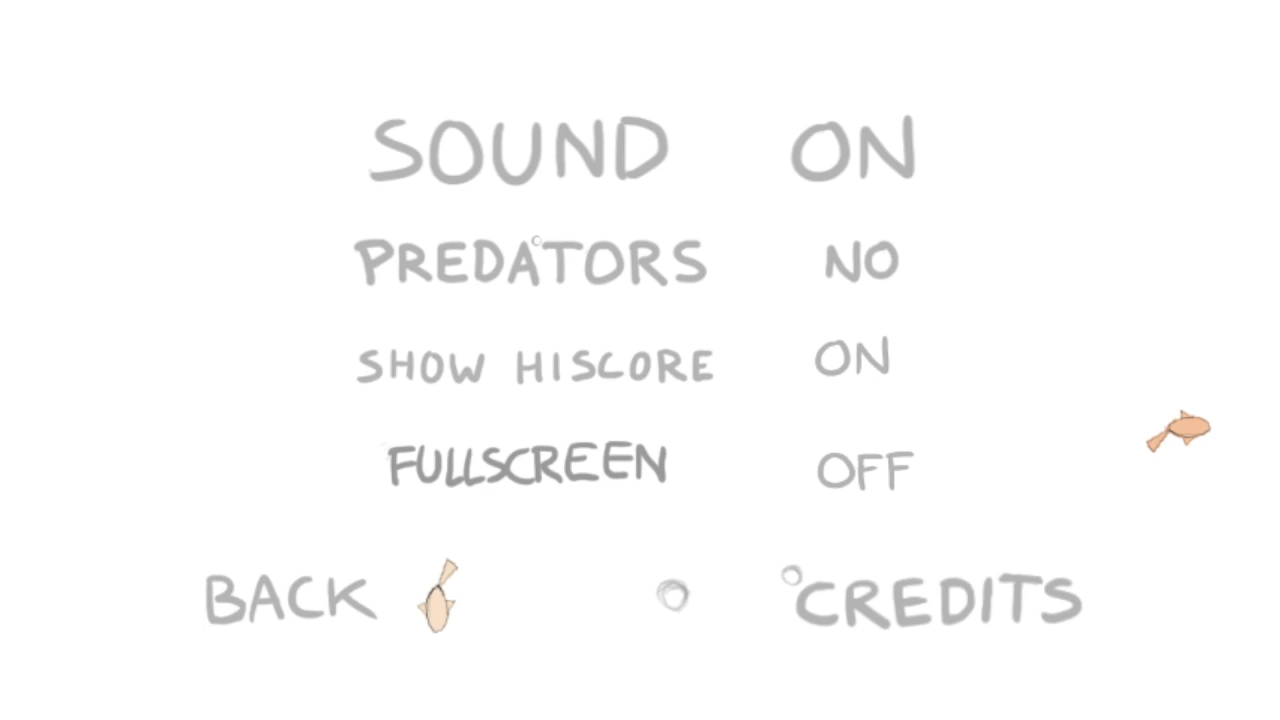 SOUND ON
PREDATORS NO
SHOW HISCORE ON
FULLSCREEN OFF
BACK CREDITS